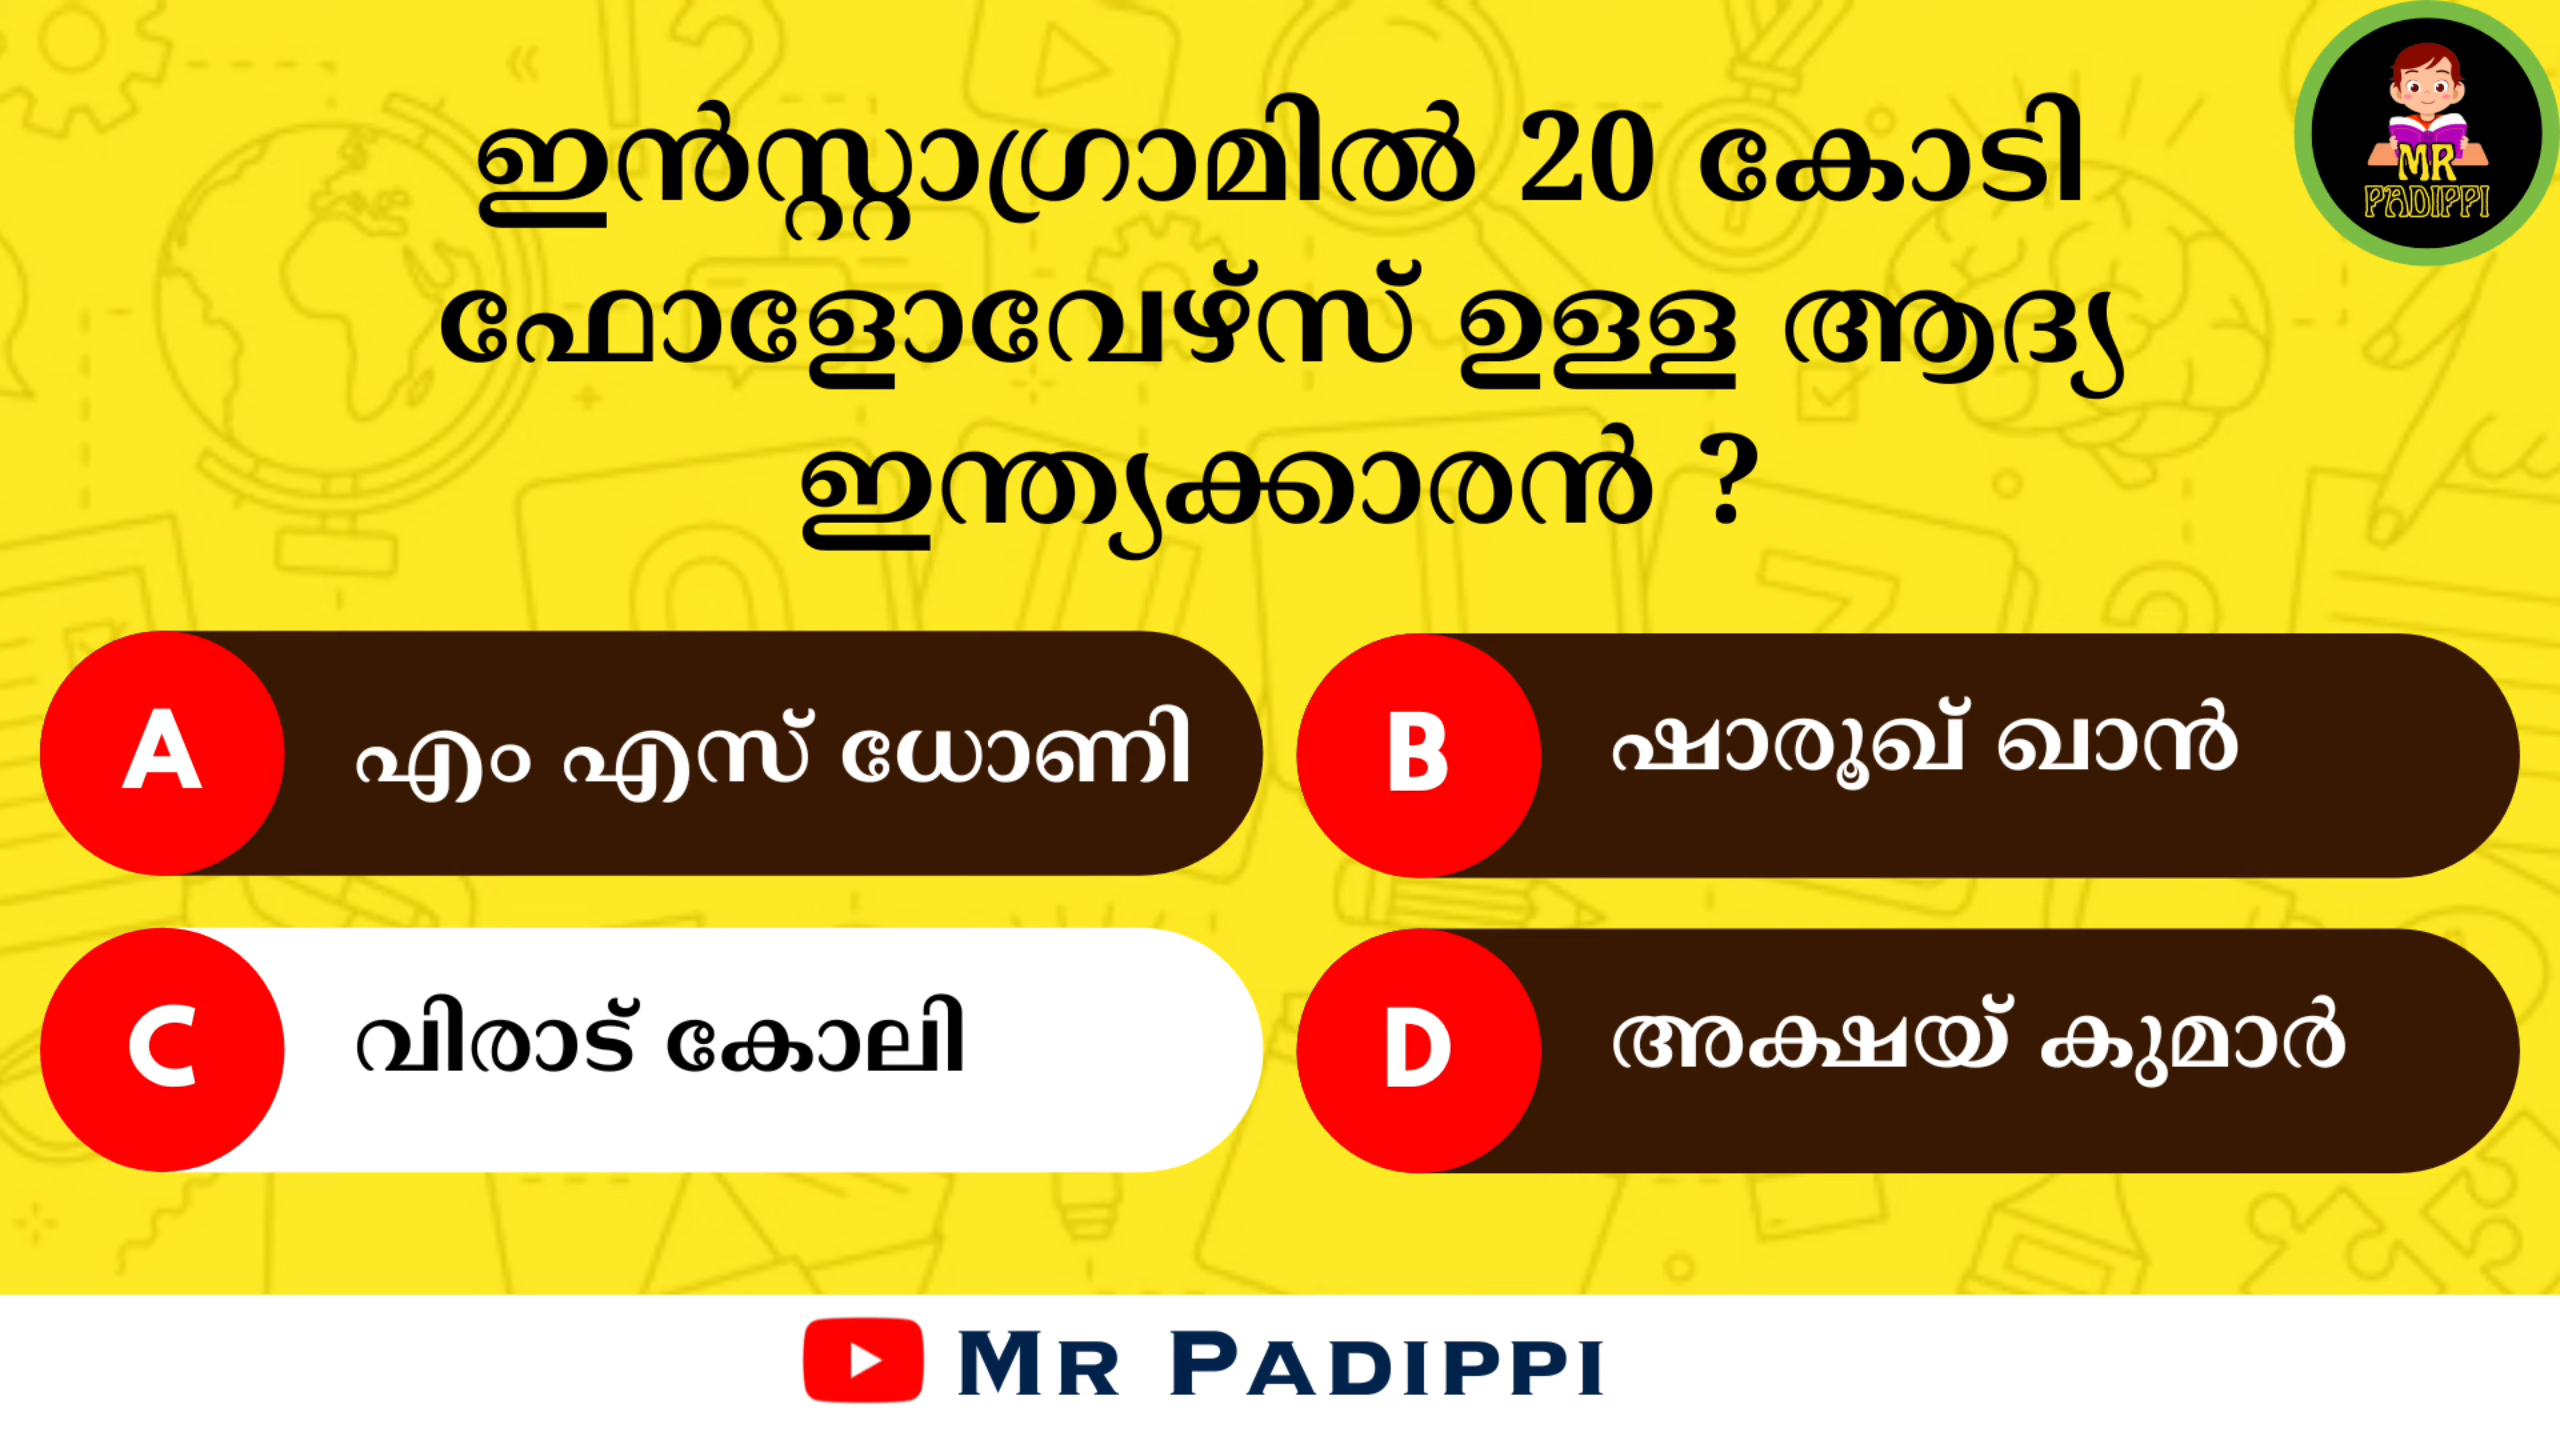 ഇൻസ്റ്റാഗ്രാമിൽ 20 കോടി
ഫോളോവേഴ്സ് ഉള്ള ആദ്യ
ഇന്ത്യക്കാരൻ ?
A എം എസ് ധോണി
B ഷാരൂഖ് ഖാൻ
C വിരാട് കോലി
D അക്ഷയ് കുമാർ
MR
PADIPPI
MR PADIPPI